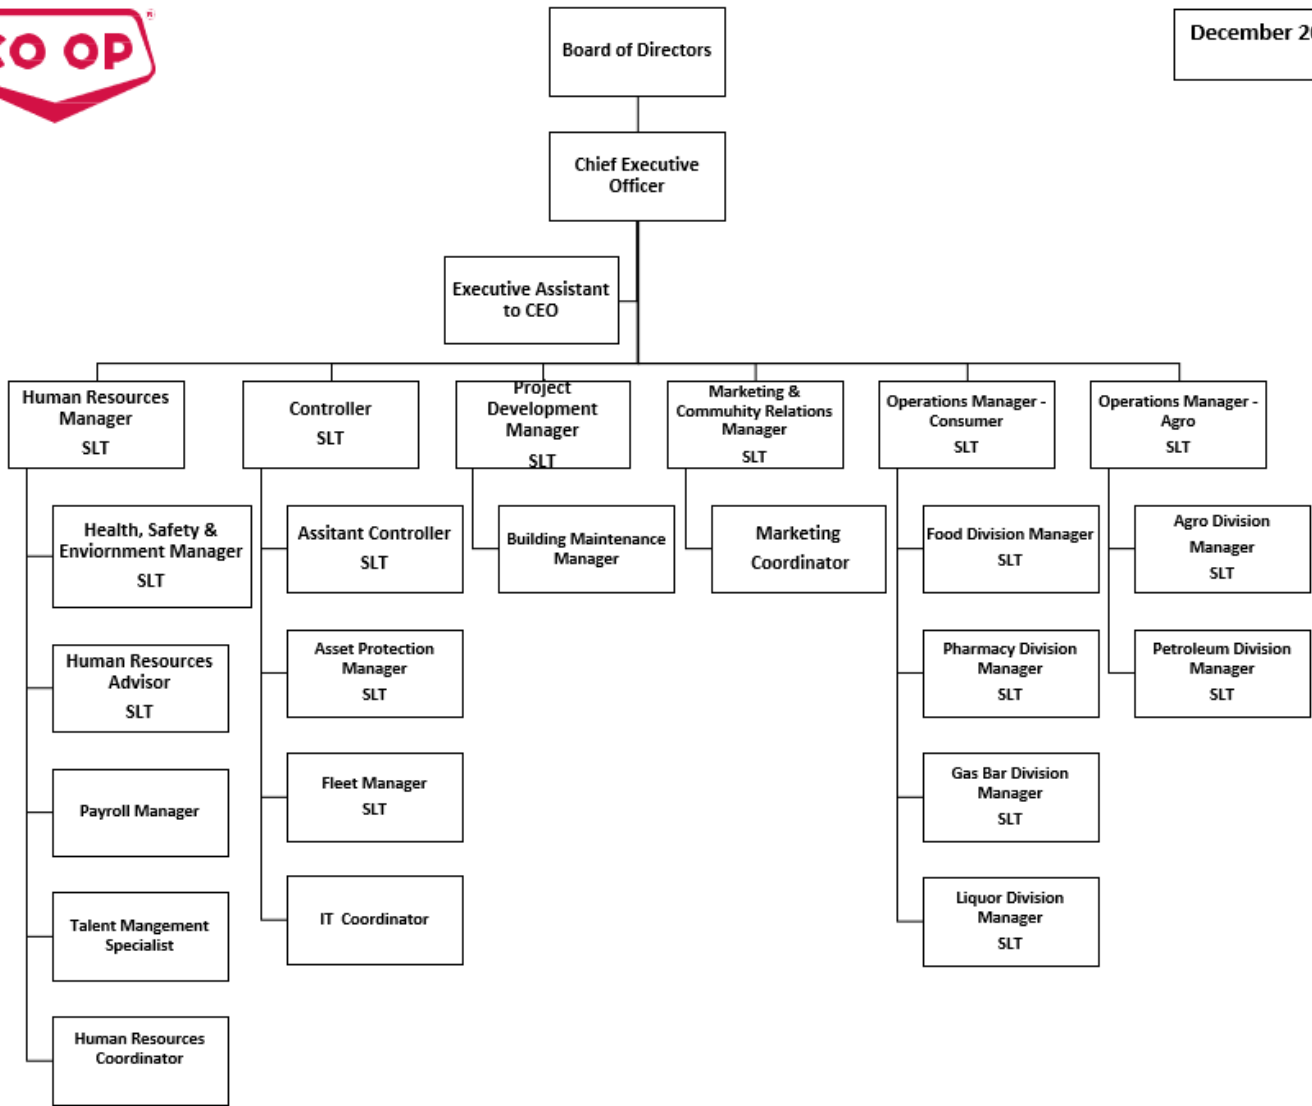 CO OP
®
Board of Directors
December 20
Chief Executive
Officer
Executive Assistant
to CEO
Human Resources
Manager
SLT
Controller
SLT
Project
Development
Manager
SLT
Marketing &
Commuhity Relations
Manager
SLT
Operations Manager -
Consumer
SLT
Operations Manager -
Agro
SLT
Health, Safety &
Enviornment Manager
SLT
Human Resources
Advisor
SLT
Payroll Manager
Talent Mangement
Specialist
Human Resources
Coordinator
Assitant Controller
SLT
Asset Protection
Manager
SLT
Fleet Manager
SLT
IT Coordinator
Building Maintenance
Manager
Marketing
Coordinator
Food Division Manager
SLT
Pharmacy Division
Manager
SLT
Gas Bar Division
Manager
SLT
Liquor Division
Manager
SLT
Agro Division
Manager
SLT
Petroleum Division
Manager
SLT